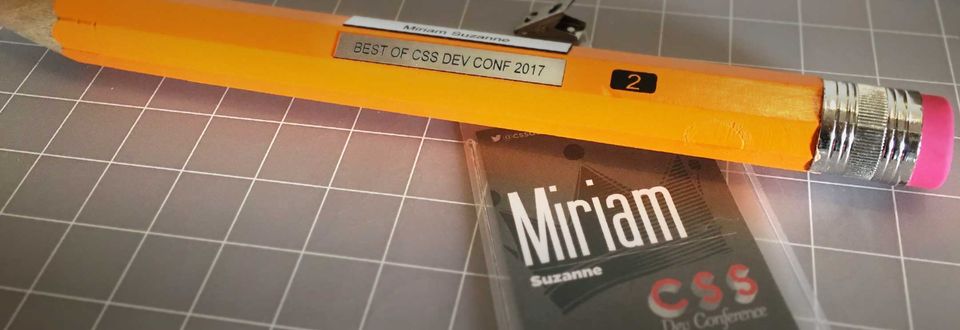 Miriam Suzanne
BEST OF CSS DEV CONF 2017
2
Miriam
Suzanne
CSS
Dev Conference